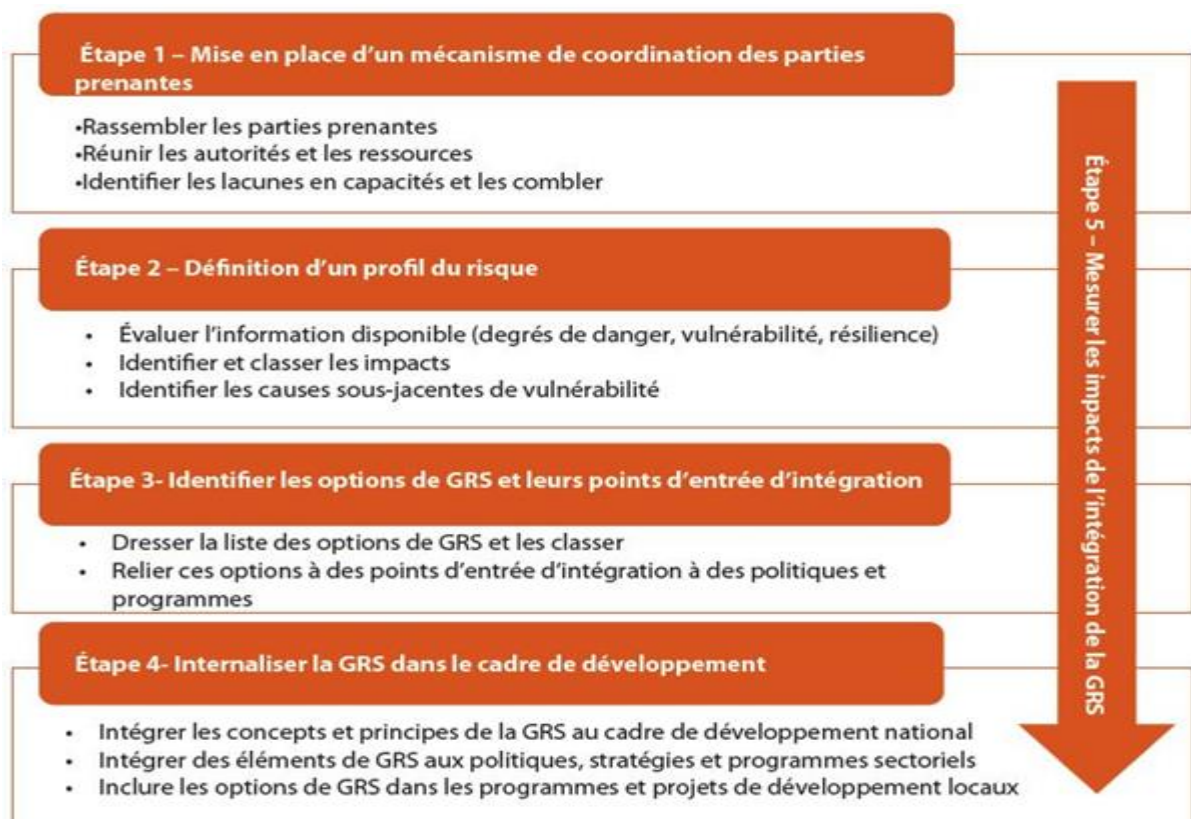 Étape 1 – Mise en place d’un mécanisme de coordination des parties
prenantes
•Rassembler les parties prenantes
•Réunir les autorités et les ressources
•Identifier les lacunes en capacités et les combler
Étape 2 – Définition d’un profil du risque
• Évaluer l’information disponible (degrés de danger, vulnérabilité, résilience)
• Identifier et classer les impacts
• Identifier les causes sous-jacentes de vulnérabilité
Étape 3- Identifier les options de GRS et leurs points d’entrée d’intégration
• Dresser la liste des options de GRS et les classer
• Relier ces options à des points d’entrée d’intégration à des politiques et
programmes
Étape 4- Internaliser la GRS dans le cadre de développement
• Intégrer les concepts et principes de la GRS au cadre de développement national
• Intégrer des éléments de GRS aux politiques, stratégies et programmes sectoriels
• Inclure les options de GRS dans les programmes et projets de développement locaux
Étape 5 – Mesurer les impacts de l’intégration de la GRS